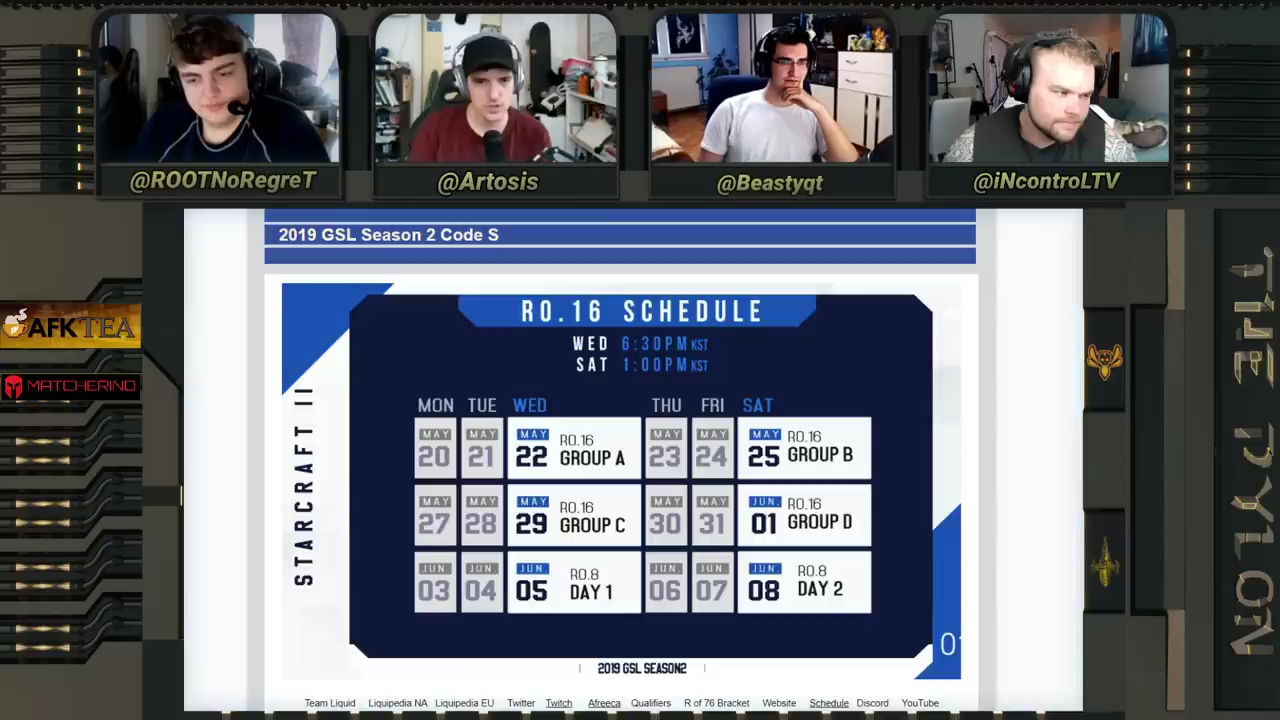 @ROOTNoRegreT
@Artosis
@Beastyqt
@iNcontroLTV
2019 GSL Season 2 Code S
RO.16 SCHEDULE
WED 6:30PM KST
SAT 1:00PM KST
MON TUE WED THU FRI SAT
MAY 20 MAY 21 MAY 22 RO.16 GROUP A MAY 23 MAY 24 MAY 25 RO.16 GROUP B
MAY 27 MAY 28 MAY 29 RO.16 GROUP C MAY 30 MAY 31 JUN. 01 RO.16 GROUP D
JUN. 03 JUN. 04 JUN. 05 RO.8 DAY 1 JUN. 06 JUN. 07 JUN. 08 RO.8 DAY 2
STARCRAFT II
2019 GSL SEASON2
Team Liquid Liquipedia NA Liquipedia EU Twitter Twitch Afreeca Qualifiers R of 76 Bracket Website Schedule Discord YouTube
AFKTEA
MATCHERINO
THE PYLON